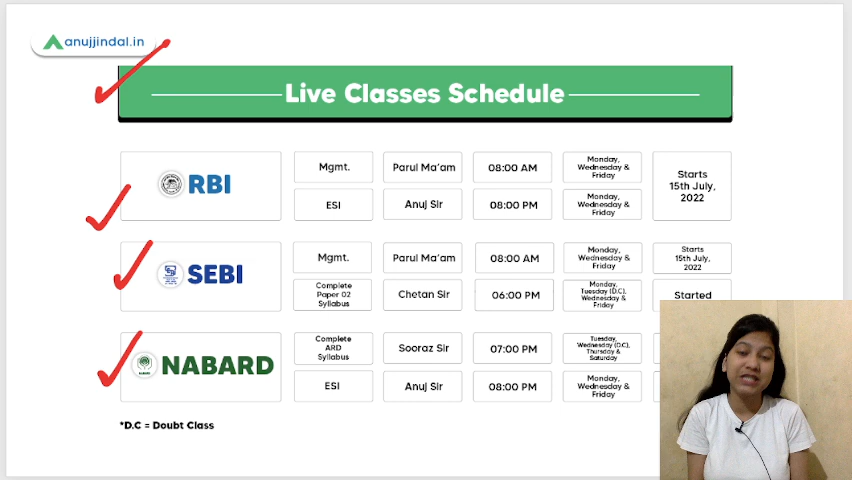 anujjindal.in
Live Classes Schedule
RBI
Mgmt.
Parul Ma'am
08:00 AM
Monday,
Wednesday &
Friday
Starts
15th July,
2022
ESI
Anuj Sir
08:00 PM
Monday,
Wednesday &
Friday
SEBI
Mgmt.
Parul Ma'am
08:00 AM
Monday,
Wednesday &
Friday
Starts
15th July,
2022
Complete
Paper 02
Syllabus
Chetan Sir
06:00 PM
Monday,
Tuesday (D.C),
Wednesday &
Friday
Started
NABARD
Complete
ARD
Syllabus
Sooraz Sir
07:00 PM
Tuesday,
Wednesday (D.C),
Thursday &
Saturday
ESI
Anuj Sir
08:00 PM
Monday,
Wednesday &
Friday
*D.C = Doubt Class